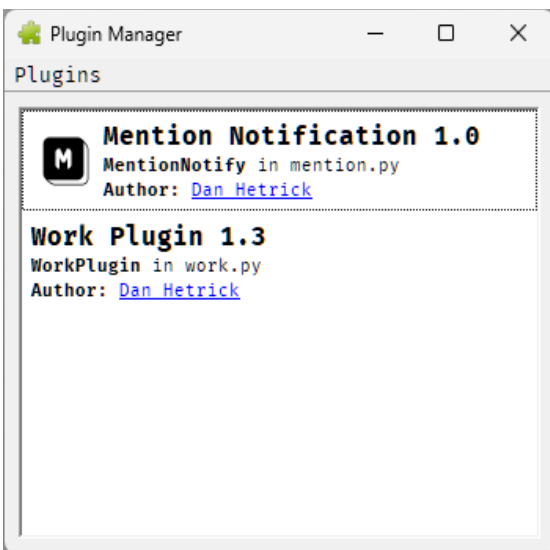 Plugin Manager
Plugins
M
Mention Notification 1.0
MentionNotify in mention.py
Author: Dan Hetrick
Work Plugin 1.3
WorkPlugin in work.py
Author: Dan Hetrick